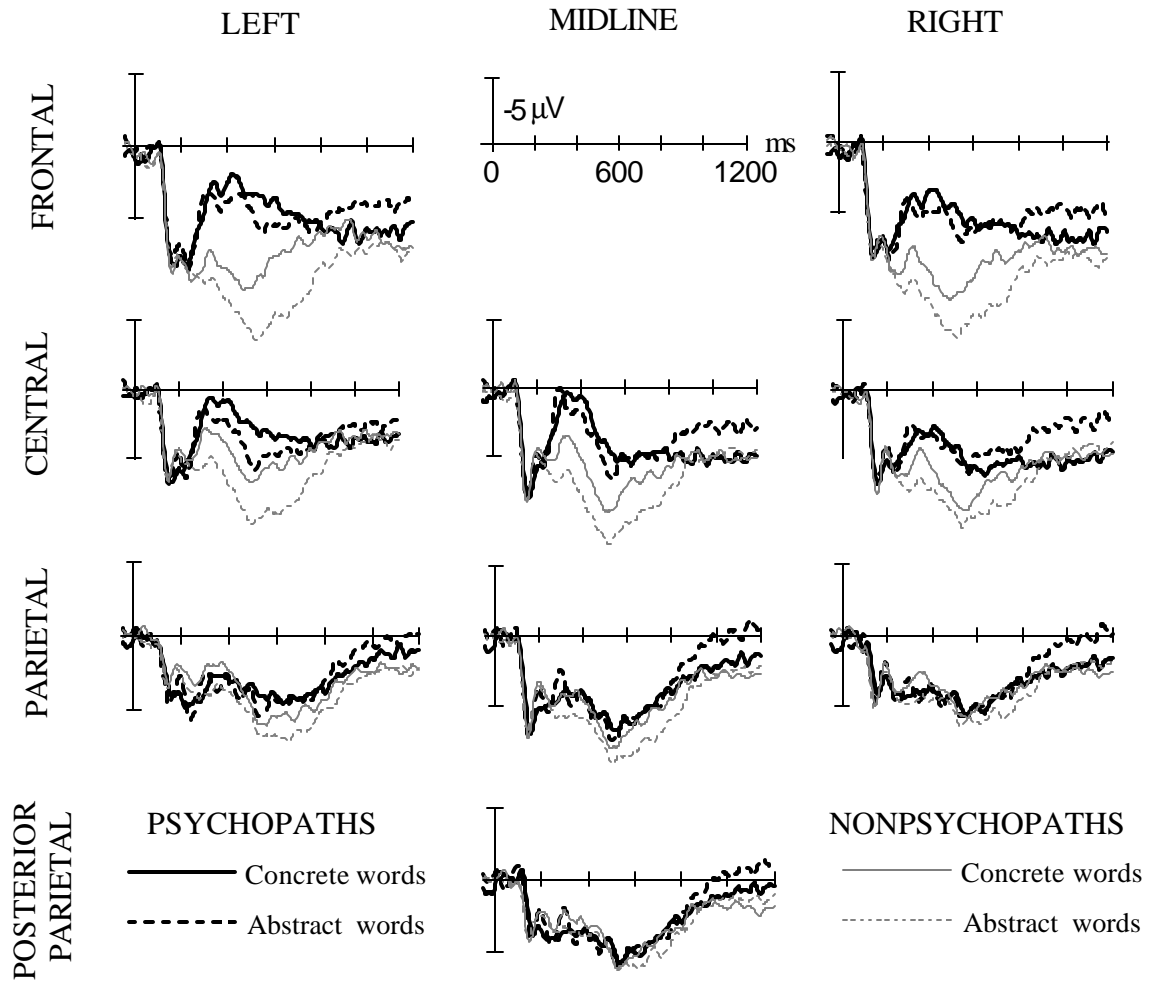 LEFT
MIDLINE
RIGHT
FRONTAL
-5 µV
ms
0
600
1200
CENTRAL
PARIETAL
POSTERIOR
PARIETAL
PSYCHOPATHS
Concrete words
Abstract words
NONPSYCHOPATHS
Concrete words
Abstract words